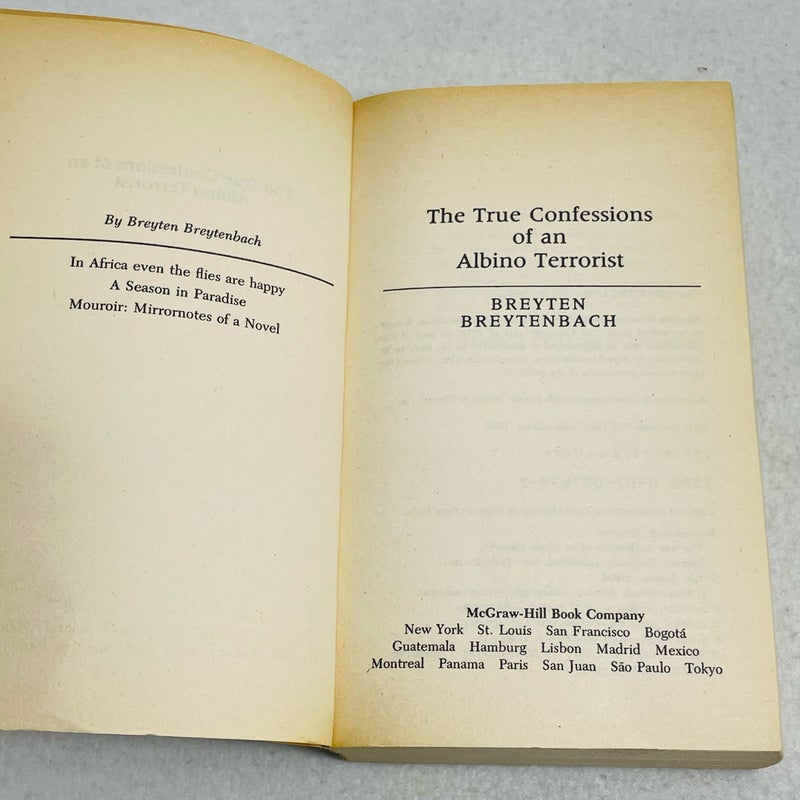 By Breyten Breytenbach
In Africa even the flies are happy
A Season in Paradise
Mouroir: Mirrornotes of a Novel
The True Confessions
of an
Albino Terrorist
BREYTEN
BREYTENBACH
McGraw-Hill Book Company
New York St. Louis San Francisco Bogotá
Guatemala Hamburg Lisbon Madrid Mexico
Montreal Panama Paris San Juan São Paulo Tokyo